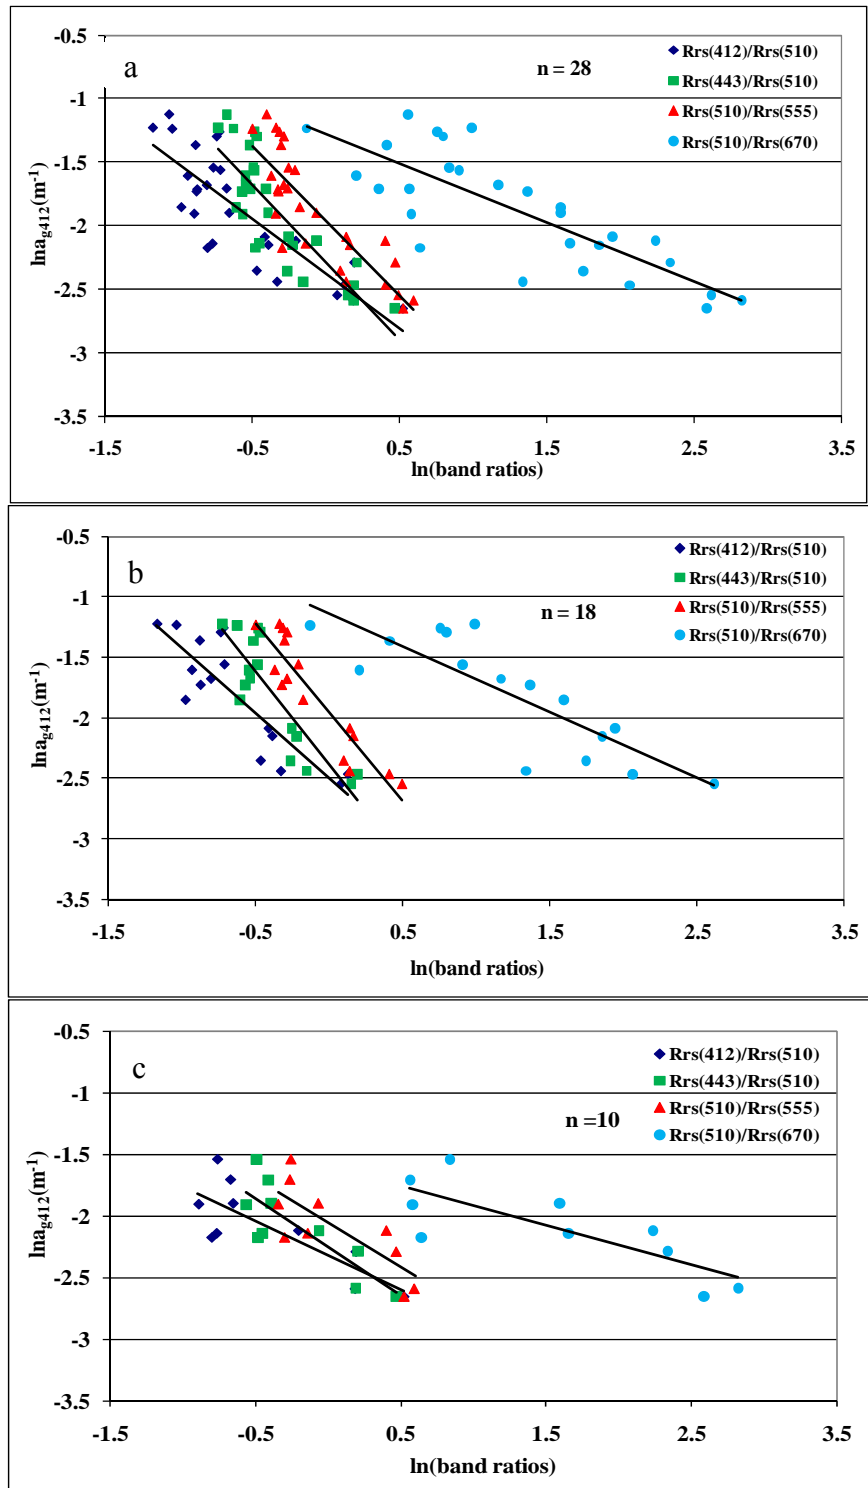 -0.5
a
n = 28
Rrs(412)/Rrs(510)
Rrs(443)/Rrs(510)
Rrs(510)/Rrs(555)
Rrs(510)/Rrs(670)
-1
-1.5
-2
-2.5
-3
-3.5
lna_g412(m^-1)
-1.5 -0.5 0.5 1.5 2.5 3.5
ln(band ratios)
-0.5
b
n = 18
Rrs(412)/Rrs(510)
Rrs(443)/Rrs(510)
Rrs(510)/Rrs(555)
Rrs(510)/Rrs(670)
-1
-1.5
-2
-2.5
-3
-3.5
lna_g412(m^-1)
-1.5 -0.5 0.5 1.5 2.5 3.5
ln(band ratios)
-0.5
c
n =10
Rrs(412)/Rrs(510)
Rrs(443)/Rrs(510)
Rrs(510)/Rrs(555)
Rrs(510)/Rrs(670)
-1
-1.5
-2
-2.5
-3
-3.5
lna_g412(m^-1)
-1.5 -0.5 0.5 1.5 2.5 3.5
ln(band ratios)